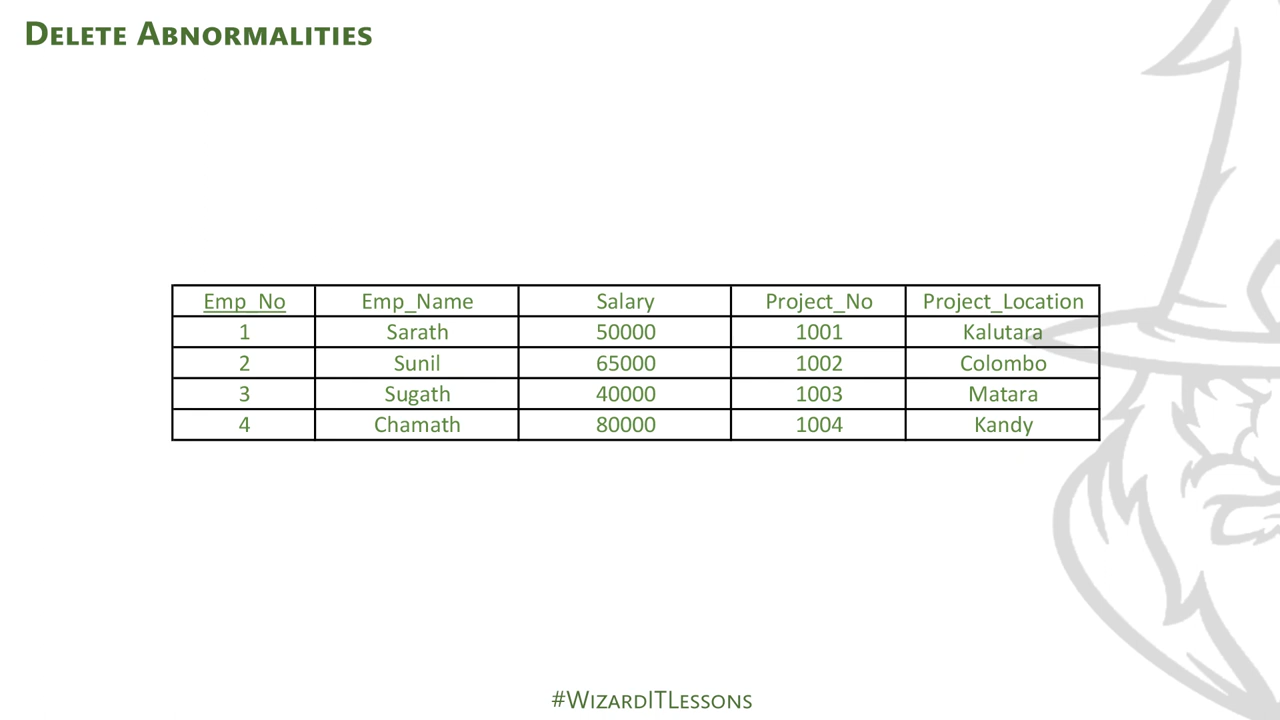 Delete Abnormalities
Emp_No Emp_Name Salary Project_No Project_Location
1 Sarath 50000 1001 Kalutara
2 Sunil 65000 1002 Colombo
3 Sugath 40000 1003 Matara
4 Chamath 80000 1004 Kandy
#WizardITLessons